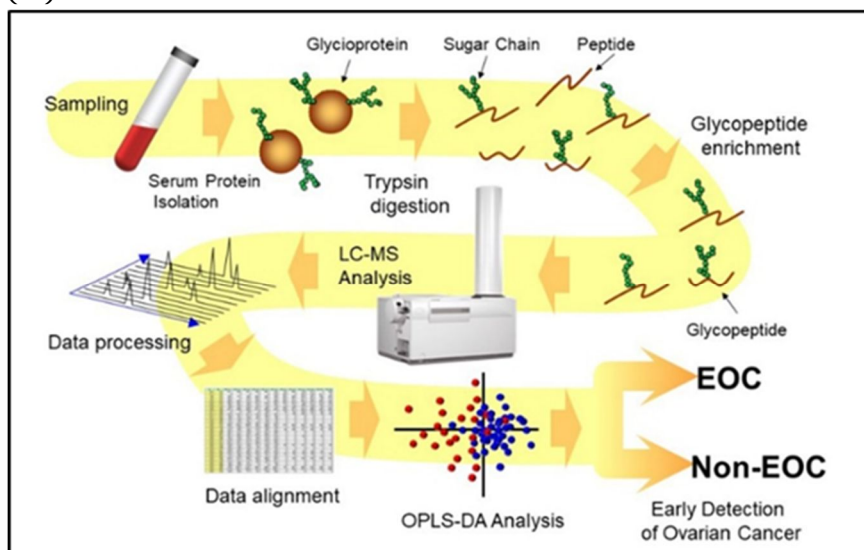 Glycioprotein
Sugar Chain
Peptide
Sampling
Glycopeptide
enrichment
Serum Protein
Isolation
Trypsin
digestion
LC-MS
Analysis
Glycopeptide
Data processing
EOC
Non-EOC
Data alignment
OPLS-DA Analysis
Early Detection
of Ovarian Cancer